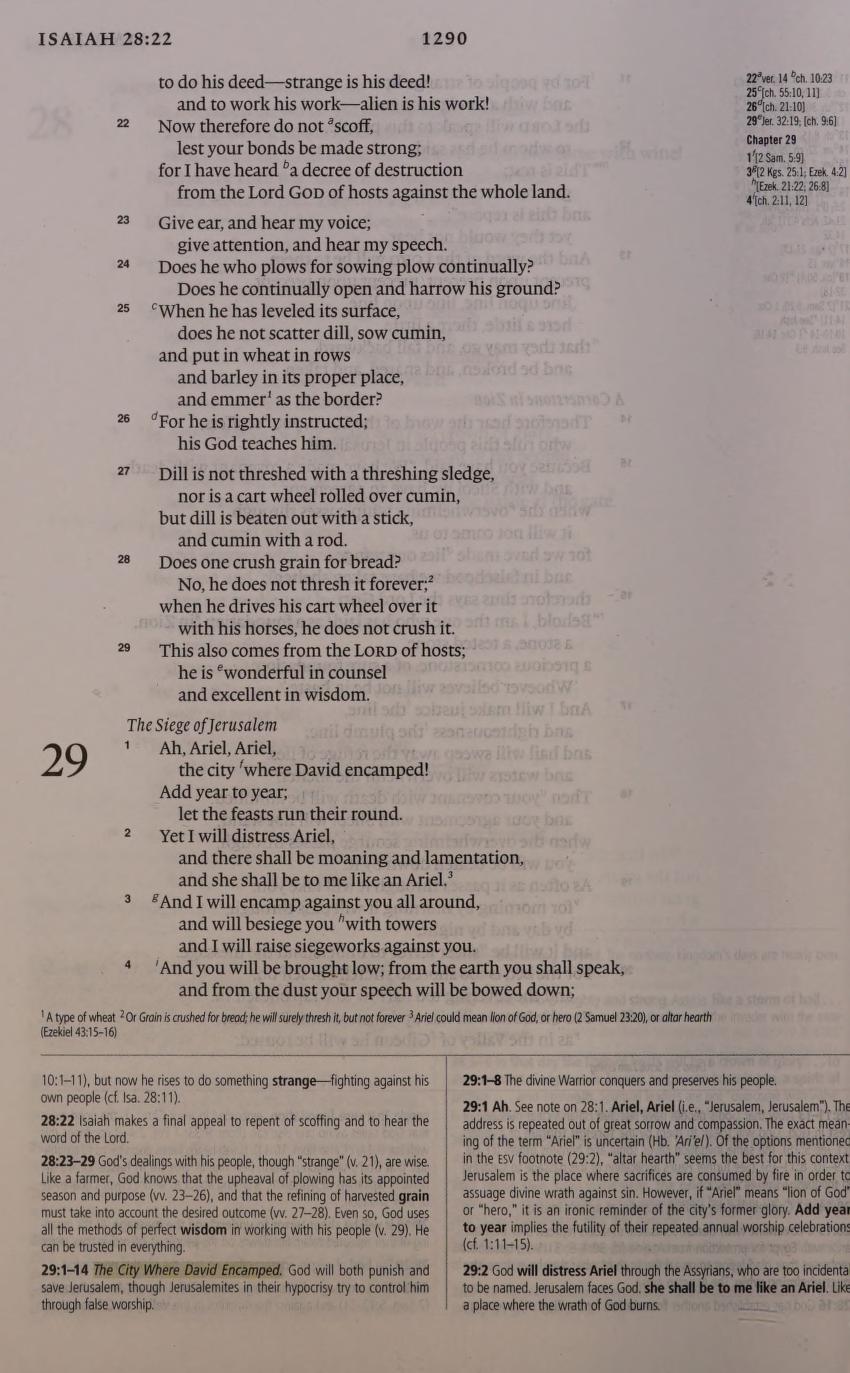 ISAIAH 28:22
1290
to do his deed—strange is his deed!
and to work his work—alien is his work!
22 Now therefore do not ᵃscoff,
lest your bonds be made strong;
for I have heard ᵇa decree of destruction
from the Lord GOD of hosts against the whole land.
23 Give ear, and hear my voice;
give attention, and hear my speech.
24 Does he who plows for sowing plow continually?
Does he continually open and harrow his ground?
25 ᶜWhen he has leveled its surface,
does he not scatter dill, sow cumin,
and put in wheat in rows
and barley in its proper place,
and emmer¹ as the border?
26 ᵈFor he is rightly instructed;
his God teaches him.
27 Dill is not threshed with a threshing sledge,
nor is a cart wheel rolled over cumin,
but dill is beaten out with a stick,
and cumin with a rod.
28 Does one crush grain for bread?
No, he does not thresh it forever;²
when he drives his cart wheel over it
with his horses, he does not crush it.
29 This also comes from the LORD of hosts;
he is ᵉwonderful in counsel
and excellent in wisdom.
The Siege of Jerusalem
29
1 Ah, Ariel, Ariel,
the city ᶠwhere David encamped!
Add year to year;
let the feasts run their round.
2 Yet I will distress Ariel,
and there shall be moaning and lamentation,
and she shall be to me like an Ariel.³
3 ᵍAnd I will encamp against you all around,
and will besiege you ʰwith towers
and I will raise siegeworks against you.
4 ⁱAnd you will be brought low; from the earth you shall speak,
and from the dust your speech will be bowed down;
22ᵃver. 14 ᵇch. 10:23
25ᶜ[ch. 55:10, 11]
26ᵈ[ch. 21:10]
29ᵉJer. 32:19; [ch. 9:6]
Chapter 29
1ᶠ[2 Sam. 5:9]
3ᵍ[2 Kgs. 25:1; Ezek. 4:2]
ʰ[Ezek. 21:22; 26:8]
4ⁱ[ch. 2:11, 12]
¹ A type of wheat ² Or Grain is crushed for bread; he will surely thresh it, but not forever ³ Ariel could mean lion of God, or hero (2 Samuel 23:20), or altar hearth
(Ezekiel 43:15–16)
10:1–11), but now he rises to do something strange—fighting against his
own people (cf. Isa. 28:11).
28:22 Isaiah makes a final appeal to repent of scoffing and to hear the
word of the Lord.
28:23–29 God's dealings with his people, though “strange” (v. 21), are wise.
Like a farmer, God knows that the upheaval of plowing has its appointed
season and purpose (vv. 23–26), and that the refining of harvested grain
must take into account the desired outcome (vv. 27–28). Even so, God uses
all the methods of perfect wisdom in working with his people (v. 29). He
can be trusted in everything.
29:1–14 The City Where David Encamped. God will both punish and
save Jerusalem, though Jerusalemites in their hypocrisy try to control him
through false worship.
29:1–8 The divine Warrior conquers and preserves his people.
29:1 Ah. See note on 28:1. Ariel, Ariel (i.e., “Jerusalem, Jerusalem”). The
address is repeated out of great sorrow and compassion. The exact mean-
ing of the term “Ariel” is uncertain (Hb. 'Ari'el). Of the options mentioned
in the ESV footnote (29:2), “altar hearth” seems the best for this context.
Jerusalem is the place where sacrifices are consumed by fire in order to
assuage divine wrath against sin. However, if “Ariel” means “lion of God”
or “hero,” it is an ironic reminder of the city's former glory. Add year
to year implies the futility of their repeated annual worship celebrations
(cf. 1:11–15).
29:2 God will distress Ariel through the Assyrians, who are too incidenta
to be named. Jerusalem faces God. she shall be to me like an Ariel. Like
a place where the wrath of God burns.